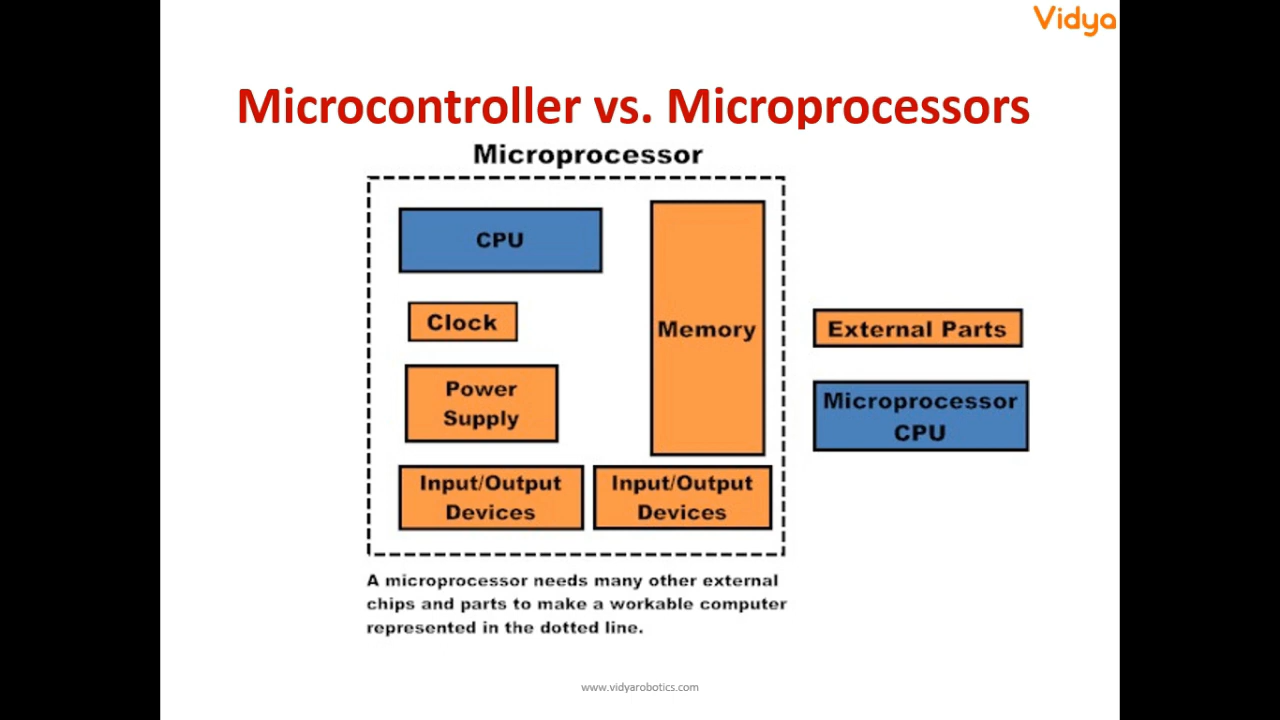 Vidya
Microcontroller vs. Microprocessors
Microprocessor
CPU
Clock
Memory
Power
Supply
Input/Output
Devices
Input/Output
Devices
External Parts
Microprocessor
CPU
A microprocessor needs many other external
chips and parts to make a workable computer
represented in the dotted line.
www.vidyarobotics.com